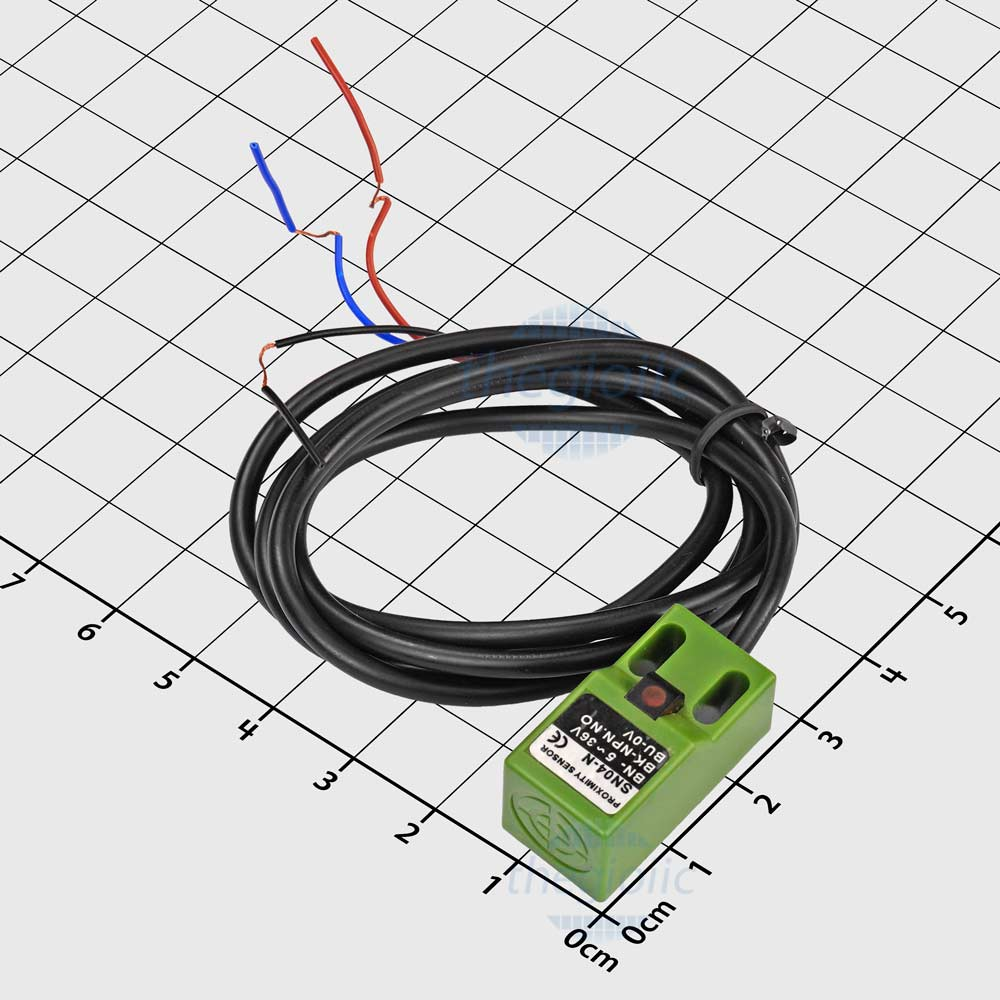 thegioiic
PROXIMITY SENSOR
SN04-N CE
BN- 5~36V
BK-NPN.NO
BU-0V
thegioiic
7
6
5
4
3
2
1
0cm
0cm
1
2
3
4
5